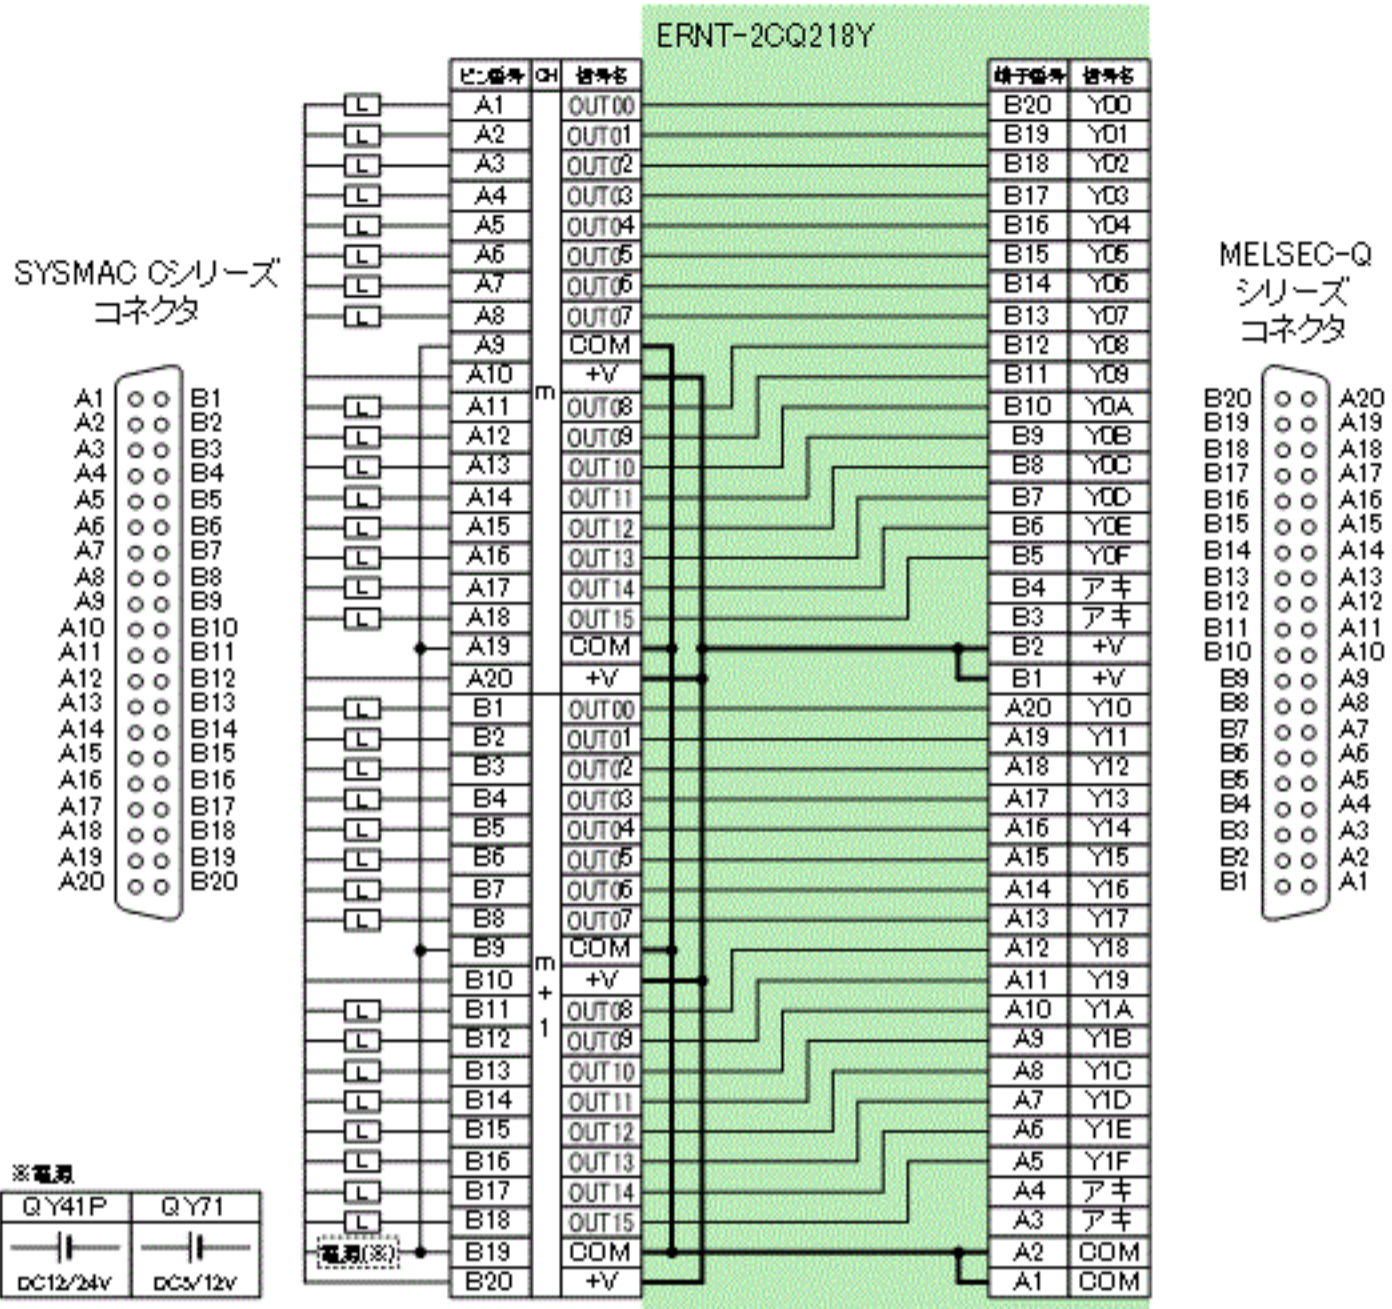 ERNT-2CQ218Y
ピン番号 CH 信号名 端子番号 信号名
L A1 OUT00 B20 Y00
L A2 OUT01 B19 Y01
L A3 OUT02 B18 Y02
L A4 OUT03 B17 Y03
L A5 OUT04 B16 Y04
L A6 OUT05 B15 Y05
L A7 OUT06 B14 Y06
L A8 OUT07 B13 Y07
A9 COM B12 Y08
A10 +V B11 Y09
m
L A11 OUT08 B10 Y0A
L A12 OUT09 B9 Y0B
L A13 OUT10 B8 Y0C
L A14 OUT11 B7 Y0D
L A15 OUT12 B6 Y0E
L A16 OUT13 B5 Y0F
L A17 OUT14 B4 アキ
L A18 OUT15 B3 アキ
A19 COM B2 +V
A20 +V B1 +V
L B1 OUT00 A20 Y10
L B2 OUT01 A19 Y11
L B3 OUT02 A18 Y12
L B4 OUT03 A17 Y13
L B5 OUT04 A16 Y14
L B6 OUT05 A15 Y15
L B7 OUT06 A14 Y16
L B8 OUT07 A13 Y17
B9 COM A12 Y18
B10 +V A11 Y19
m
+
1
L B11 OUT08 A10 Y1A
L B12 OUT09 A9 Y1B
L B13 OUT10 A8 Y1C
L B14 OUT11 A7 Y1D
L B15 OUT12 A6 Y1E
L B16 OUT13 A5 Y1F
L B17 OUT14 A4 アキ
L B18 OUT15 A3 アキ
電源(※) B19 COM A2 COM
B20 +V A1 COM
SYSMAC Cシリーズ
コネクタ
A1 B1
A2 B2
A3 B3
A4 B4
A5 B5
A6 B6
A7 B7
A8 B8
A9 B9
A10 B10
A11 B11
A12 B12
A13 B13
A14 B14
A15 B15
A16 B16
A17 B17
A18 B18
A19 B19
A20 B20
MELSEC-Q
シリーズ
コネクタ
B20 A20
B19 A19
B18 A18
B17 A17
B16 A16
B15 A15
B14 A14
B13 A13
B12 A12
B11 A11
B10 A10
B9 A9
B8 A8
B7 A7
B6 A6
B5 A5
B4 A4
B3 A3
B2 A2
B1 A1
※電源
QY41P QY71
DC12/24V DC5/12V